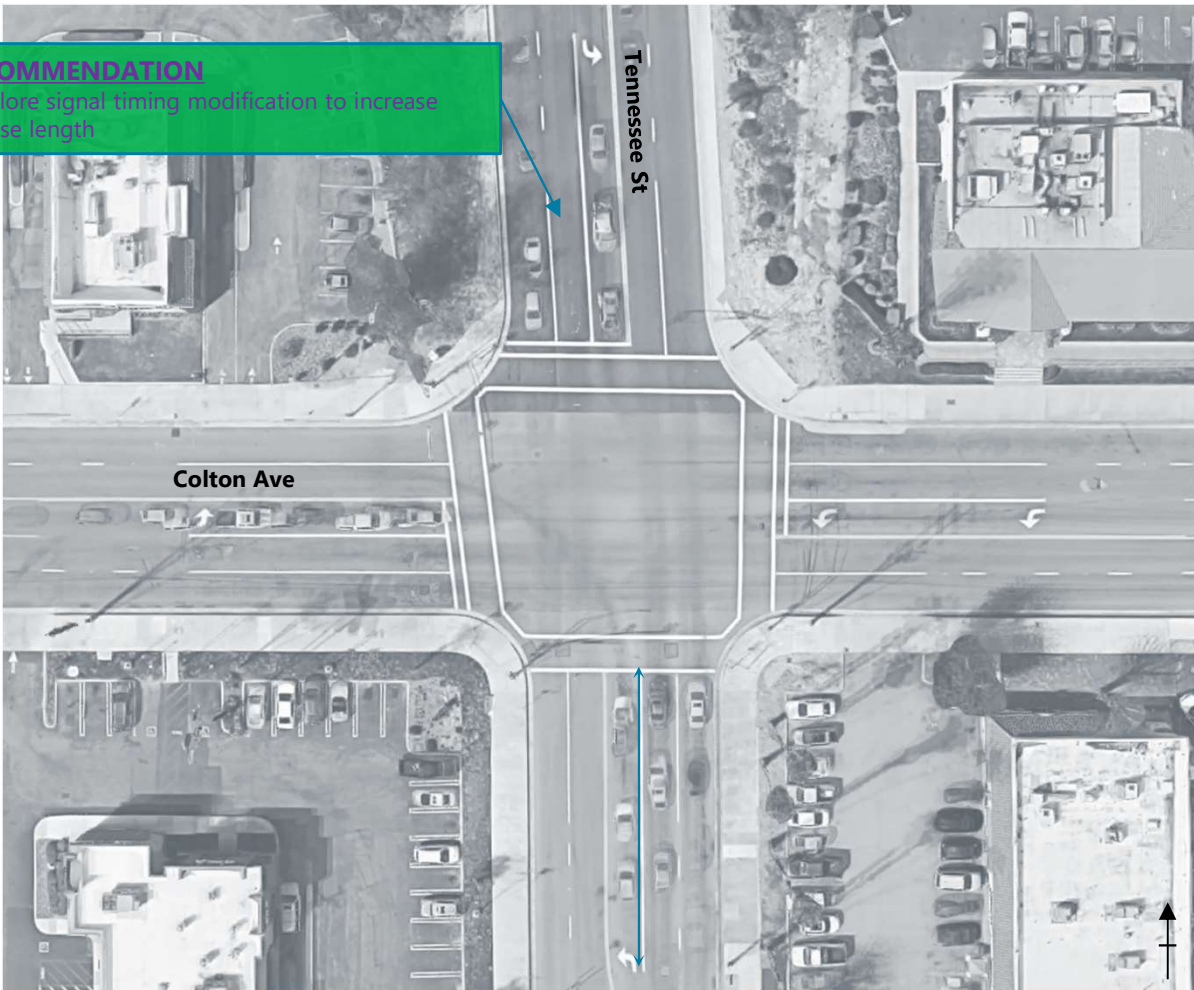 OMMENDATION
lore signal timing modification to increase
se length
Tennessee St
Colton Ave